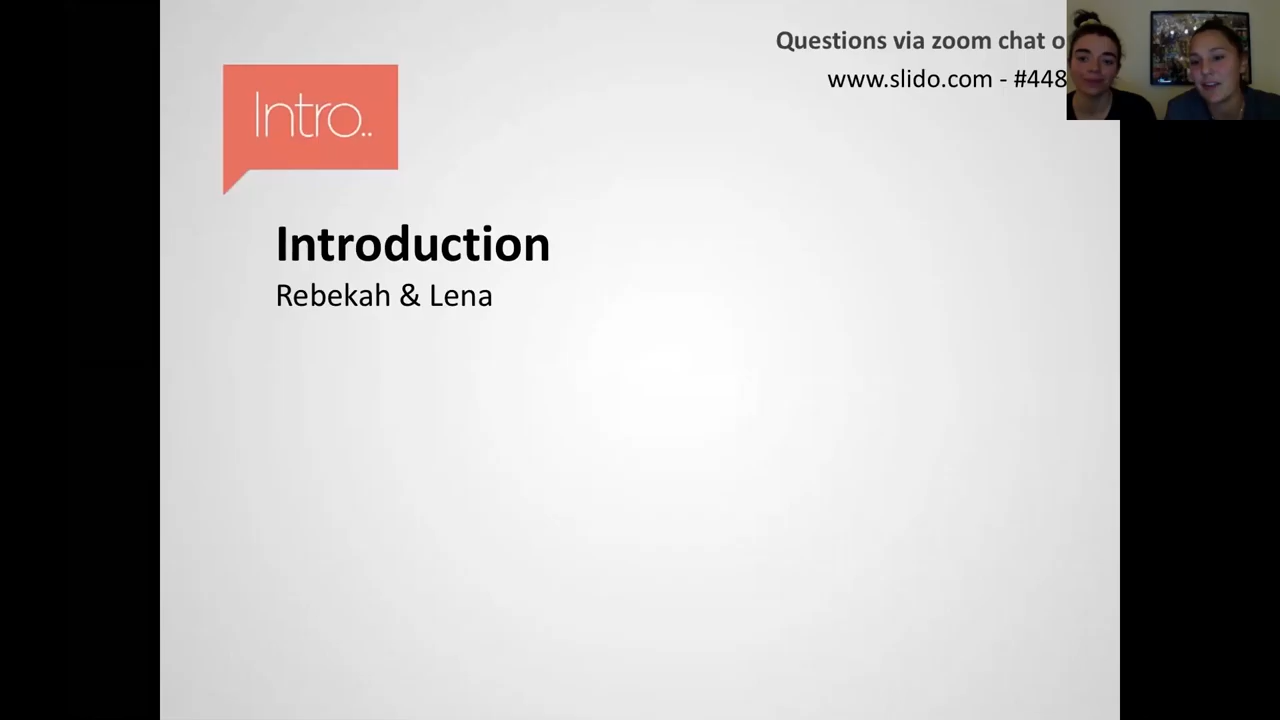 Questions via zoom chat
www.slido.com - #448
Intro..
Introduction
Rebekah & Lena